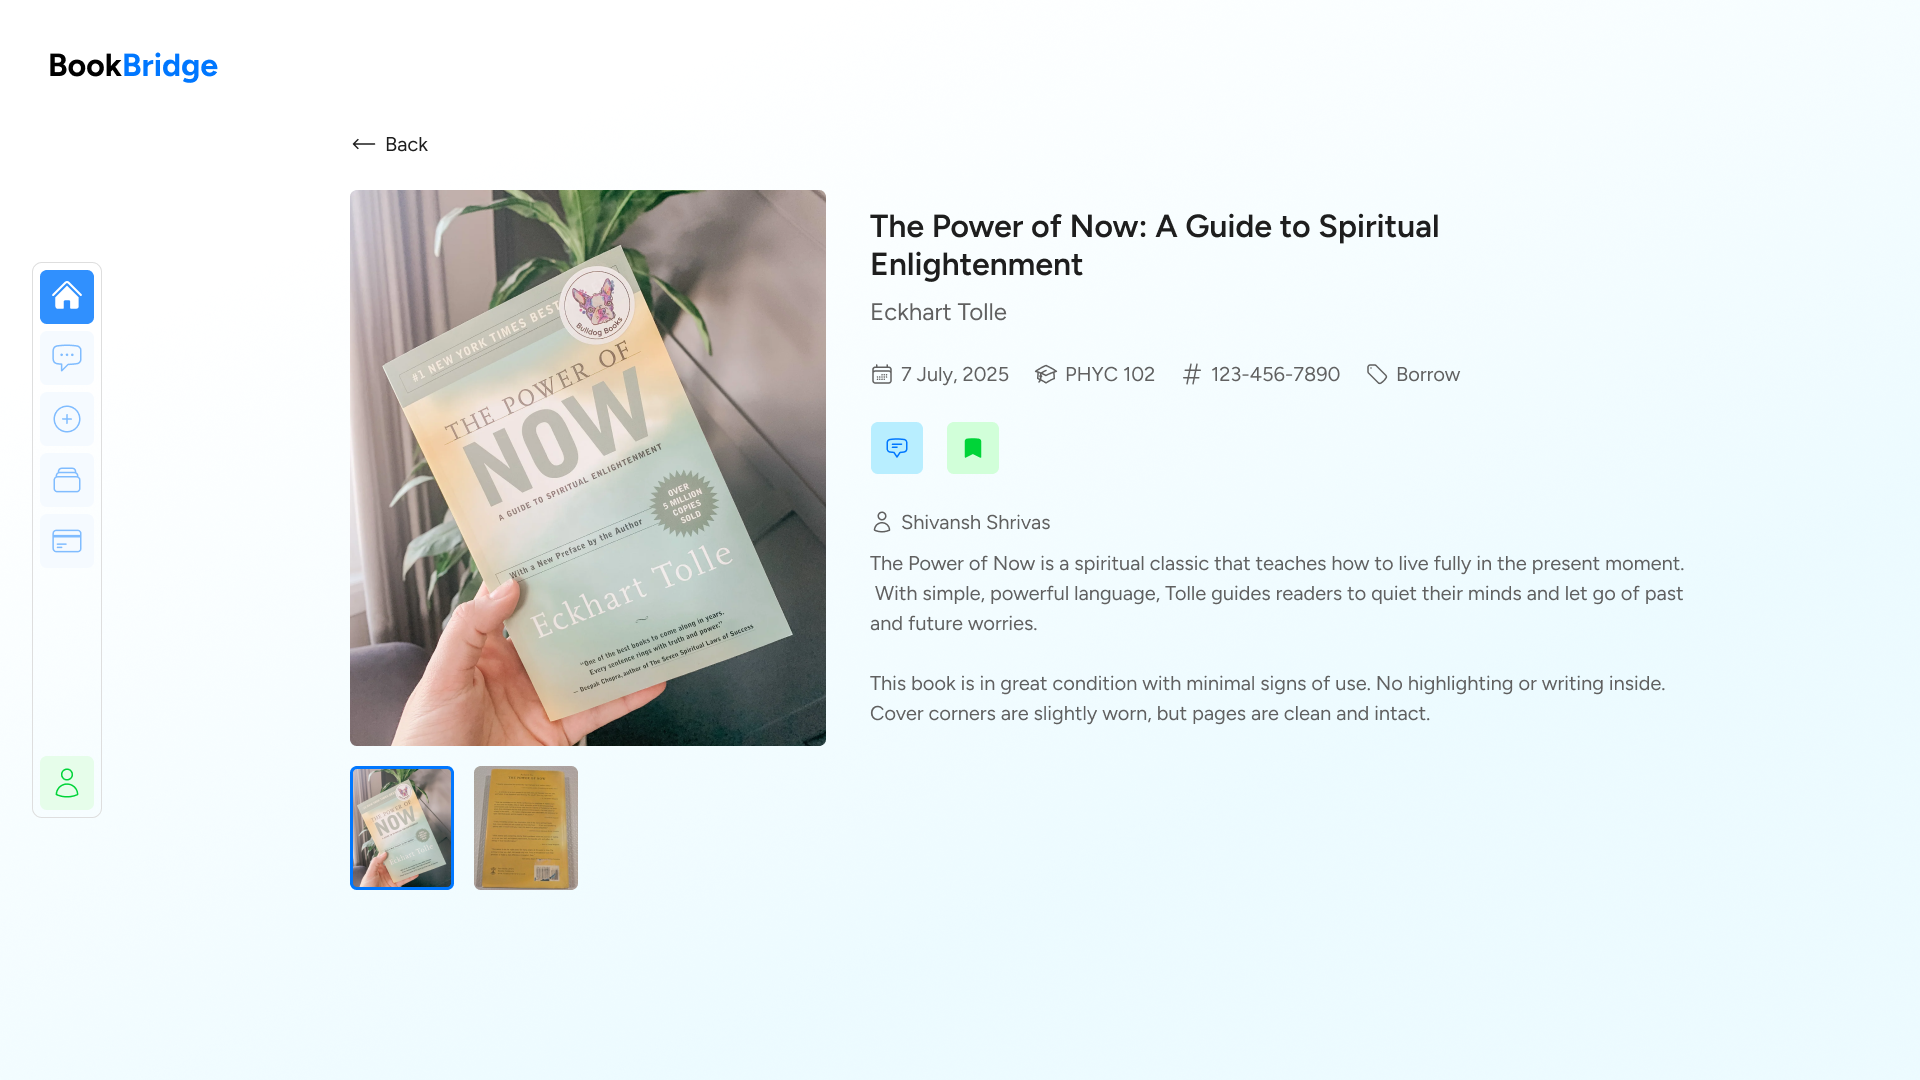 BookBridge
Back
#1 NEW YORK TIMES BEST
Bulldog Books
THE POWER OF
NOW
A GUIDE TO SPIRITUAL ENLIGHTENMENT
OVER
5 MILLION
COPIES
SOLD
With a New Preface by the Author
Eckhart Tolle
"One of the best books to come along in years.
Every sentence rings with truth and power."
— Deepak Chopra, author of The Seven Spiritual Laws of Success
The Power of Now: A Guide to Spiritual
Enlightenment
Eckhart Tolle
7 July, 2025 PHYC 102 # 123-456-7890 Borrow
Shivansh Shrivas
The Power of Now is a spiritual classic that teaches how to live fully in the present moment.
With simple, powerful language, Tolle guides readers to quiet their minds and let go of past
and future worries.
This book is in great condition with minimal signs of use. No highlighting or writing inside.
Cover corners are slightly worn, but pages are clean and intact.
THE POWER OF
NOW